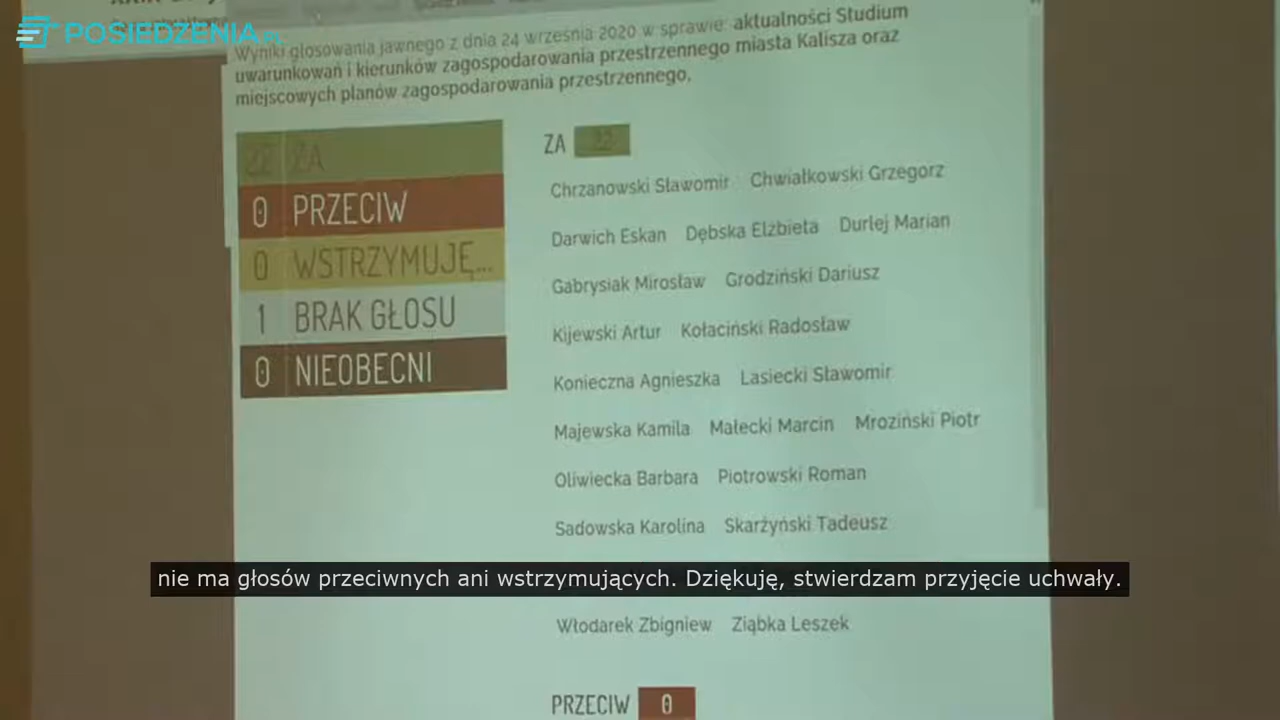 POSIEDZENIA.PL
Wyniki głosowania jawnego z dnia 24 września 2020 w sprawie: aktualności Studium
uwarunkowań i kierunków zagospodarowania przestrzennego miasta Kalisza oraz
miejscowych planów zagospodarowania przestrzennego.
22 ZA
0 PRZECIW
0 WSTRZYMUJĘ...
1 BRAK GŁOSU
0 NIEOBECNI
ZA 22
Chrzanowski Sławomir Chwiałkowski Grzegorz
Darwich Eskan Dębska Elżbieta Durlej Marian
Gabrysiak Mirosław Grodziński Dariusz
Kijewski Artur Kołaciński Radosław
Konieczna Agnieszka Lasiecki Sławomir
Majewska Kamila Małecki Marcin Mroziński Piotr
Oliwiecka Barbara Piotrowski Roman
Sadowska Karolina Skarżyński Tadeusz
nie ma głosów przeciwnych ani wstrzymujących. Dziękuję, stwierdzam przyjęcie uchwały.
Włodarek Zbigniew Ziąbka Leszek
PRZECIW 0